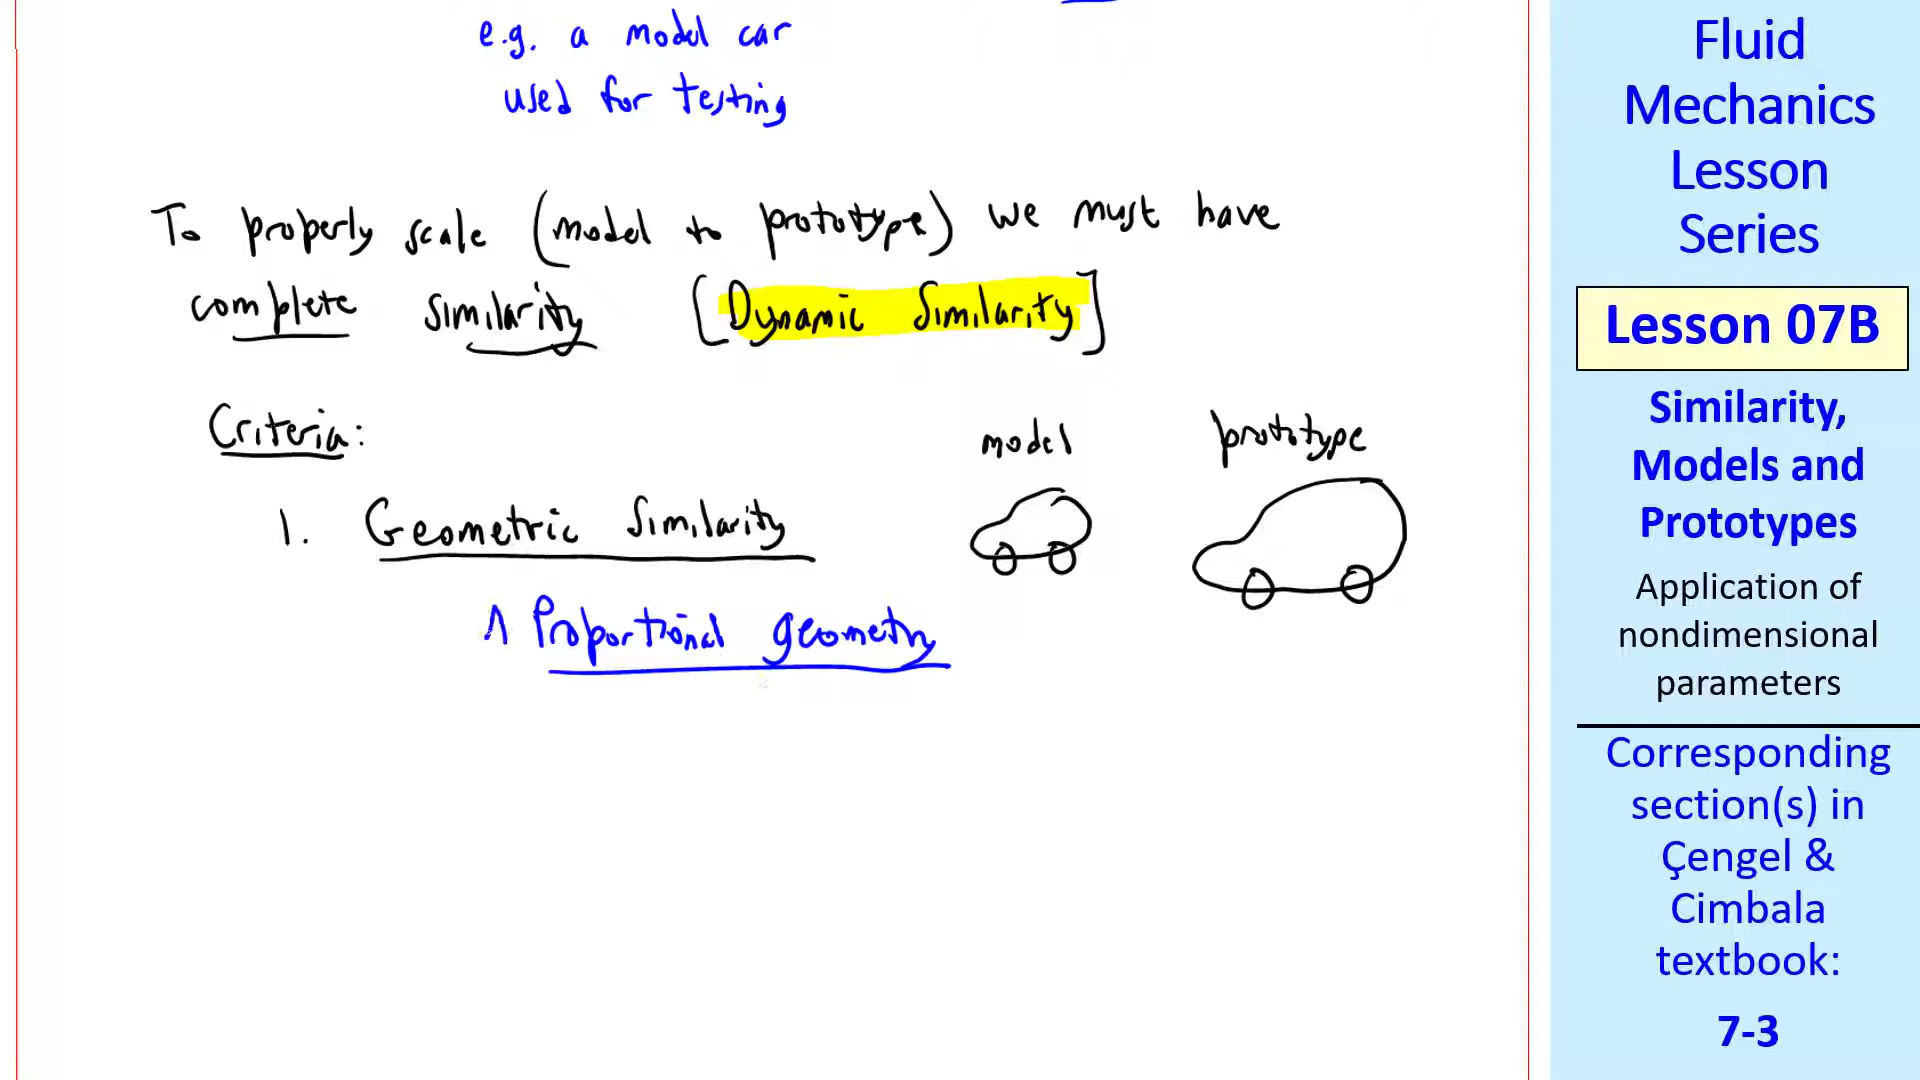 e.g. a model car
used for testing
To properly scale (model to prototype) we must have
complete similarity [Dynamic Similarity]
Criteria:
model prototype
1. Geometric Similarity
Proportional geometry
Fluid
Mechanics
Lesson
Series
Lesson 07B
Similarity,
Models and
Prototypes
Application of
nondimensional
parameters
Corresponding
section(s) in
Çengel &
Cimbala
textbook:
7-3